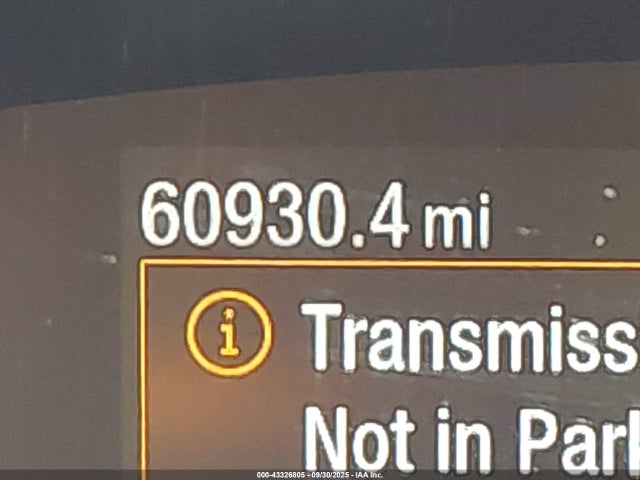 60930.4 mi
i
Transmiss
Not in Park
000-43326805 - 09/30/2025 - IAA Inc.